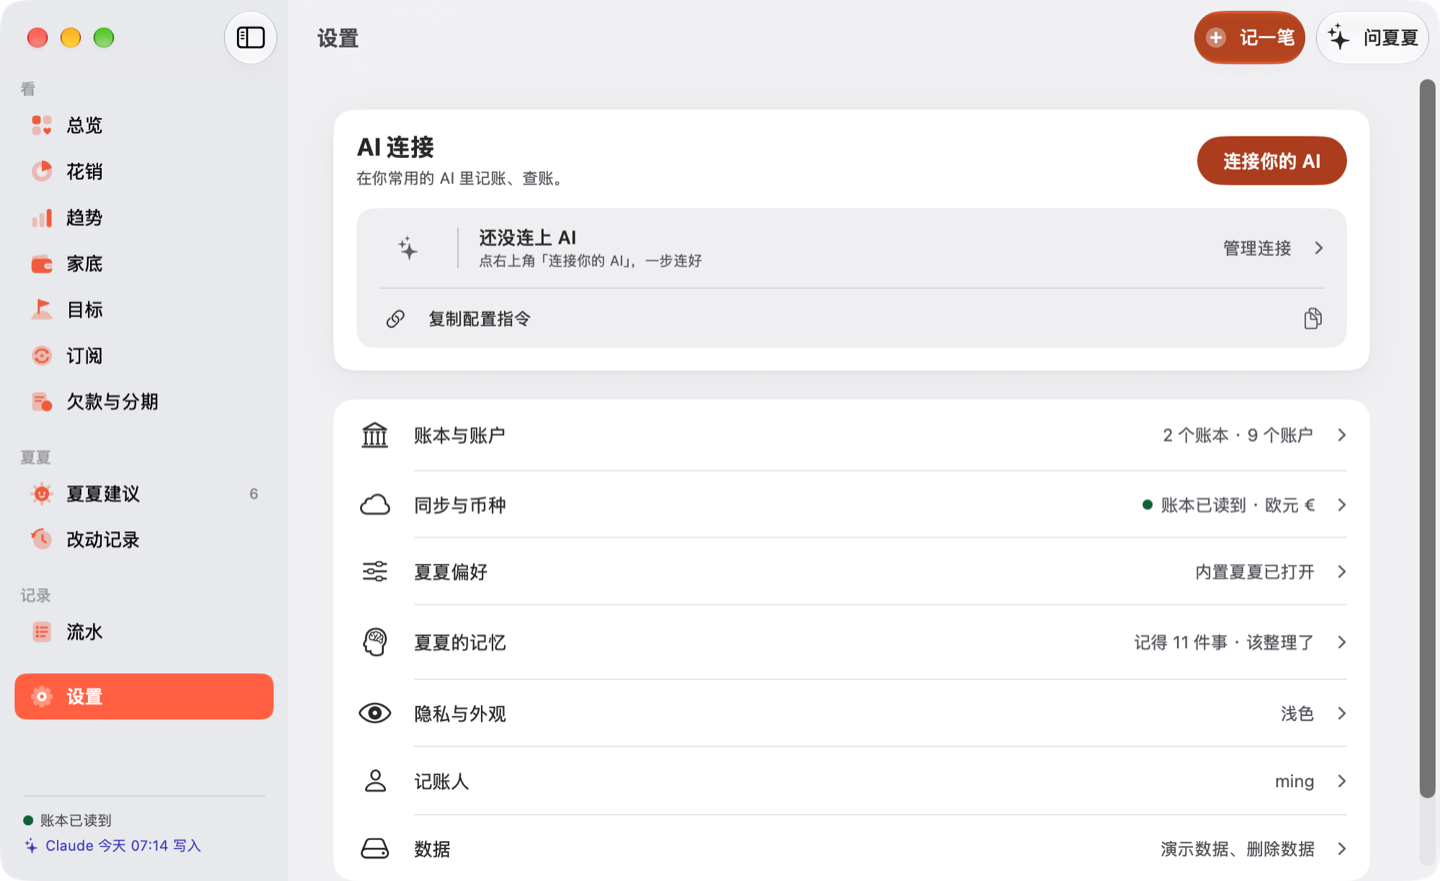 设置
记一笔
问夏夏
看
总览
花销
趋势
家底
目标
订阅
欠款与分期
夏夏
夏夏建议 6
改动记录
记录
流水
设置
账本已读到
Claude 今天 07:14 写入
AI 连接
在你常用的 AI 里记账、查账。
连接你的 AI
还没连上 AI
点右上角「连接你的 AI」，一步连好
管理连接
复制配置指令
账本与账户 2 个账本 · 9 个账户
同步与币种 账本已读到 · 欧元 €
夏夏偏好 内置夏夏已打开
夏夏的记忆 记得 11 件事 · 该整理了
隐私与外观 浅色
记账人 ming
数据 演示数据、删除数据